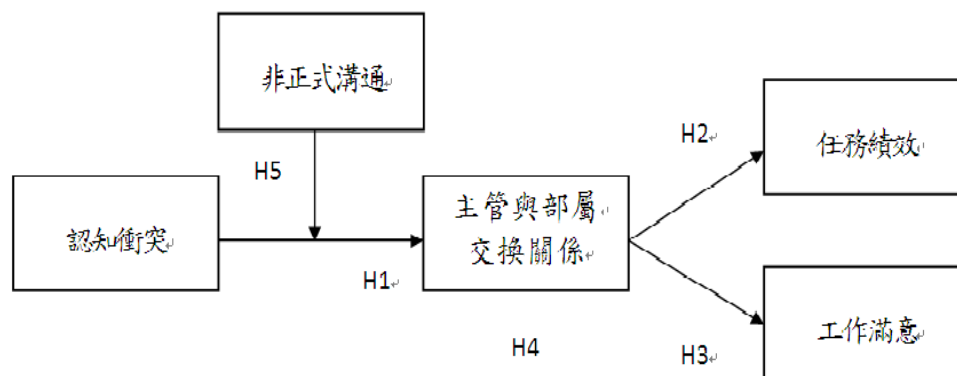 非正式溝通
H2
任務績效
H5
認知衝突
主管與部屬
交換關係
H1
H4
H3
工作滿意